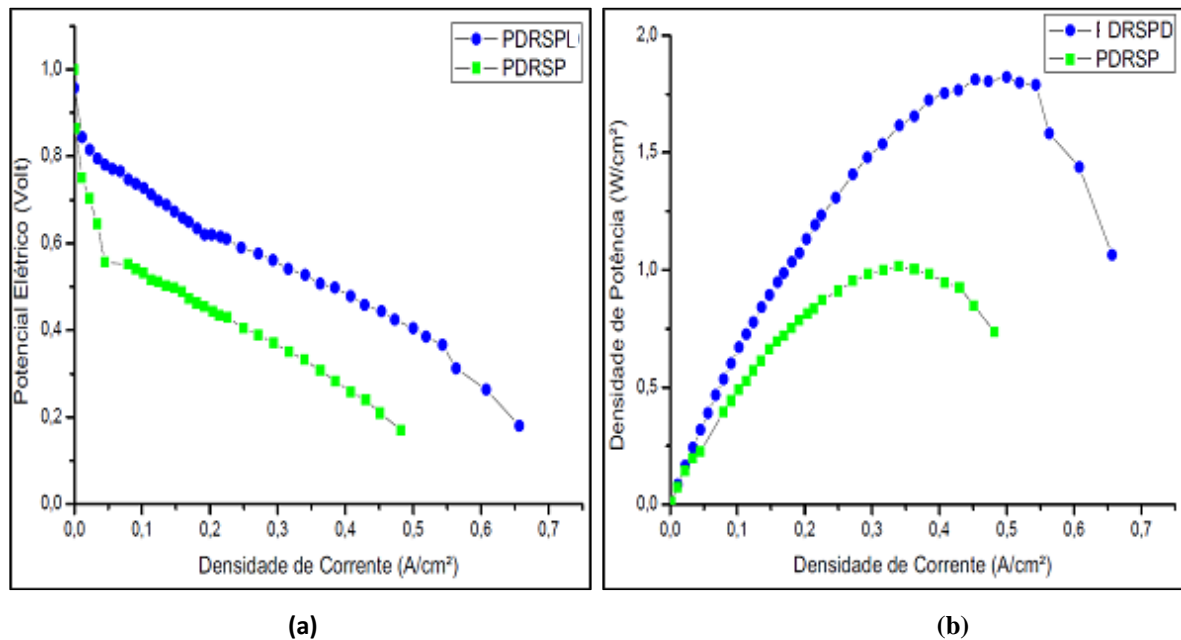 PDRSPL
PDRSP
Potencial Elétrico (Volt)
1,0
0,8
0,6
0,4
0,2
0,0
0,0 0,1 0,2 0,3 0,4 0,5 0,6 0,7
Densidade de Corrente (A/cm²)
(a)
DRSPD
PDRSP
Densidade de Potência (W/cm²)
2,0
1,5
1,0
0,5
0,0
0,0 0,1 0,2 0,3 0,4 0,5 0,6 0,7
Densidade de Corrente (A/cm²)
(b)